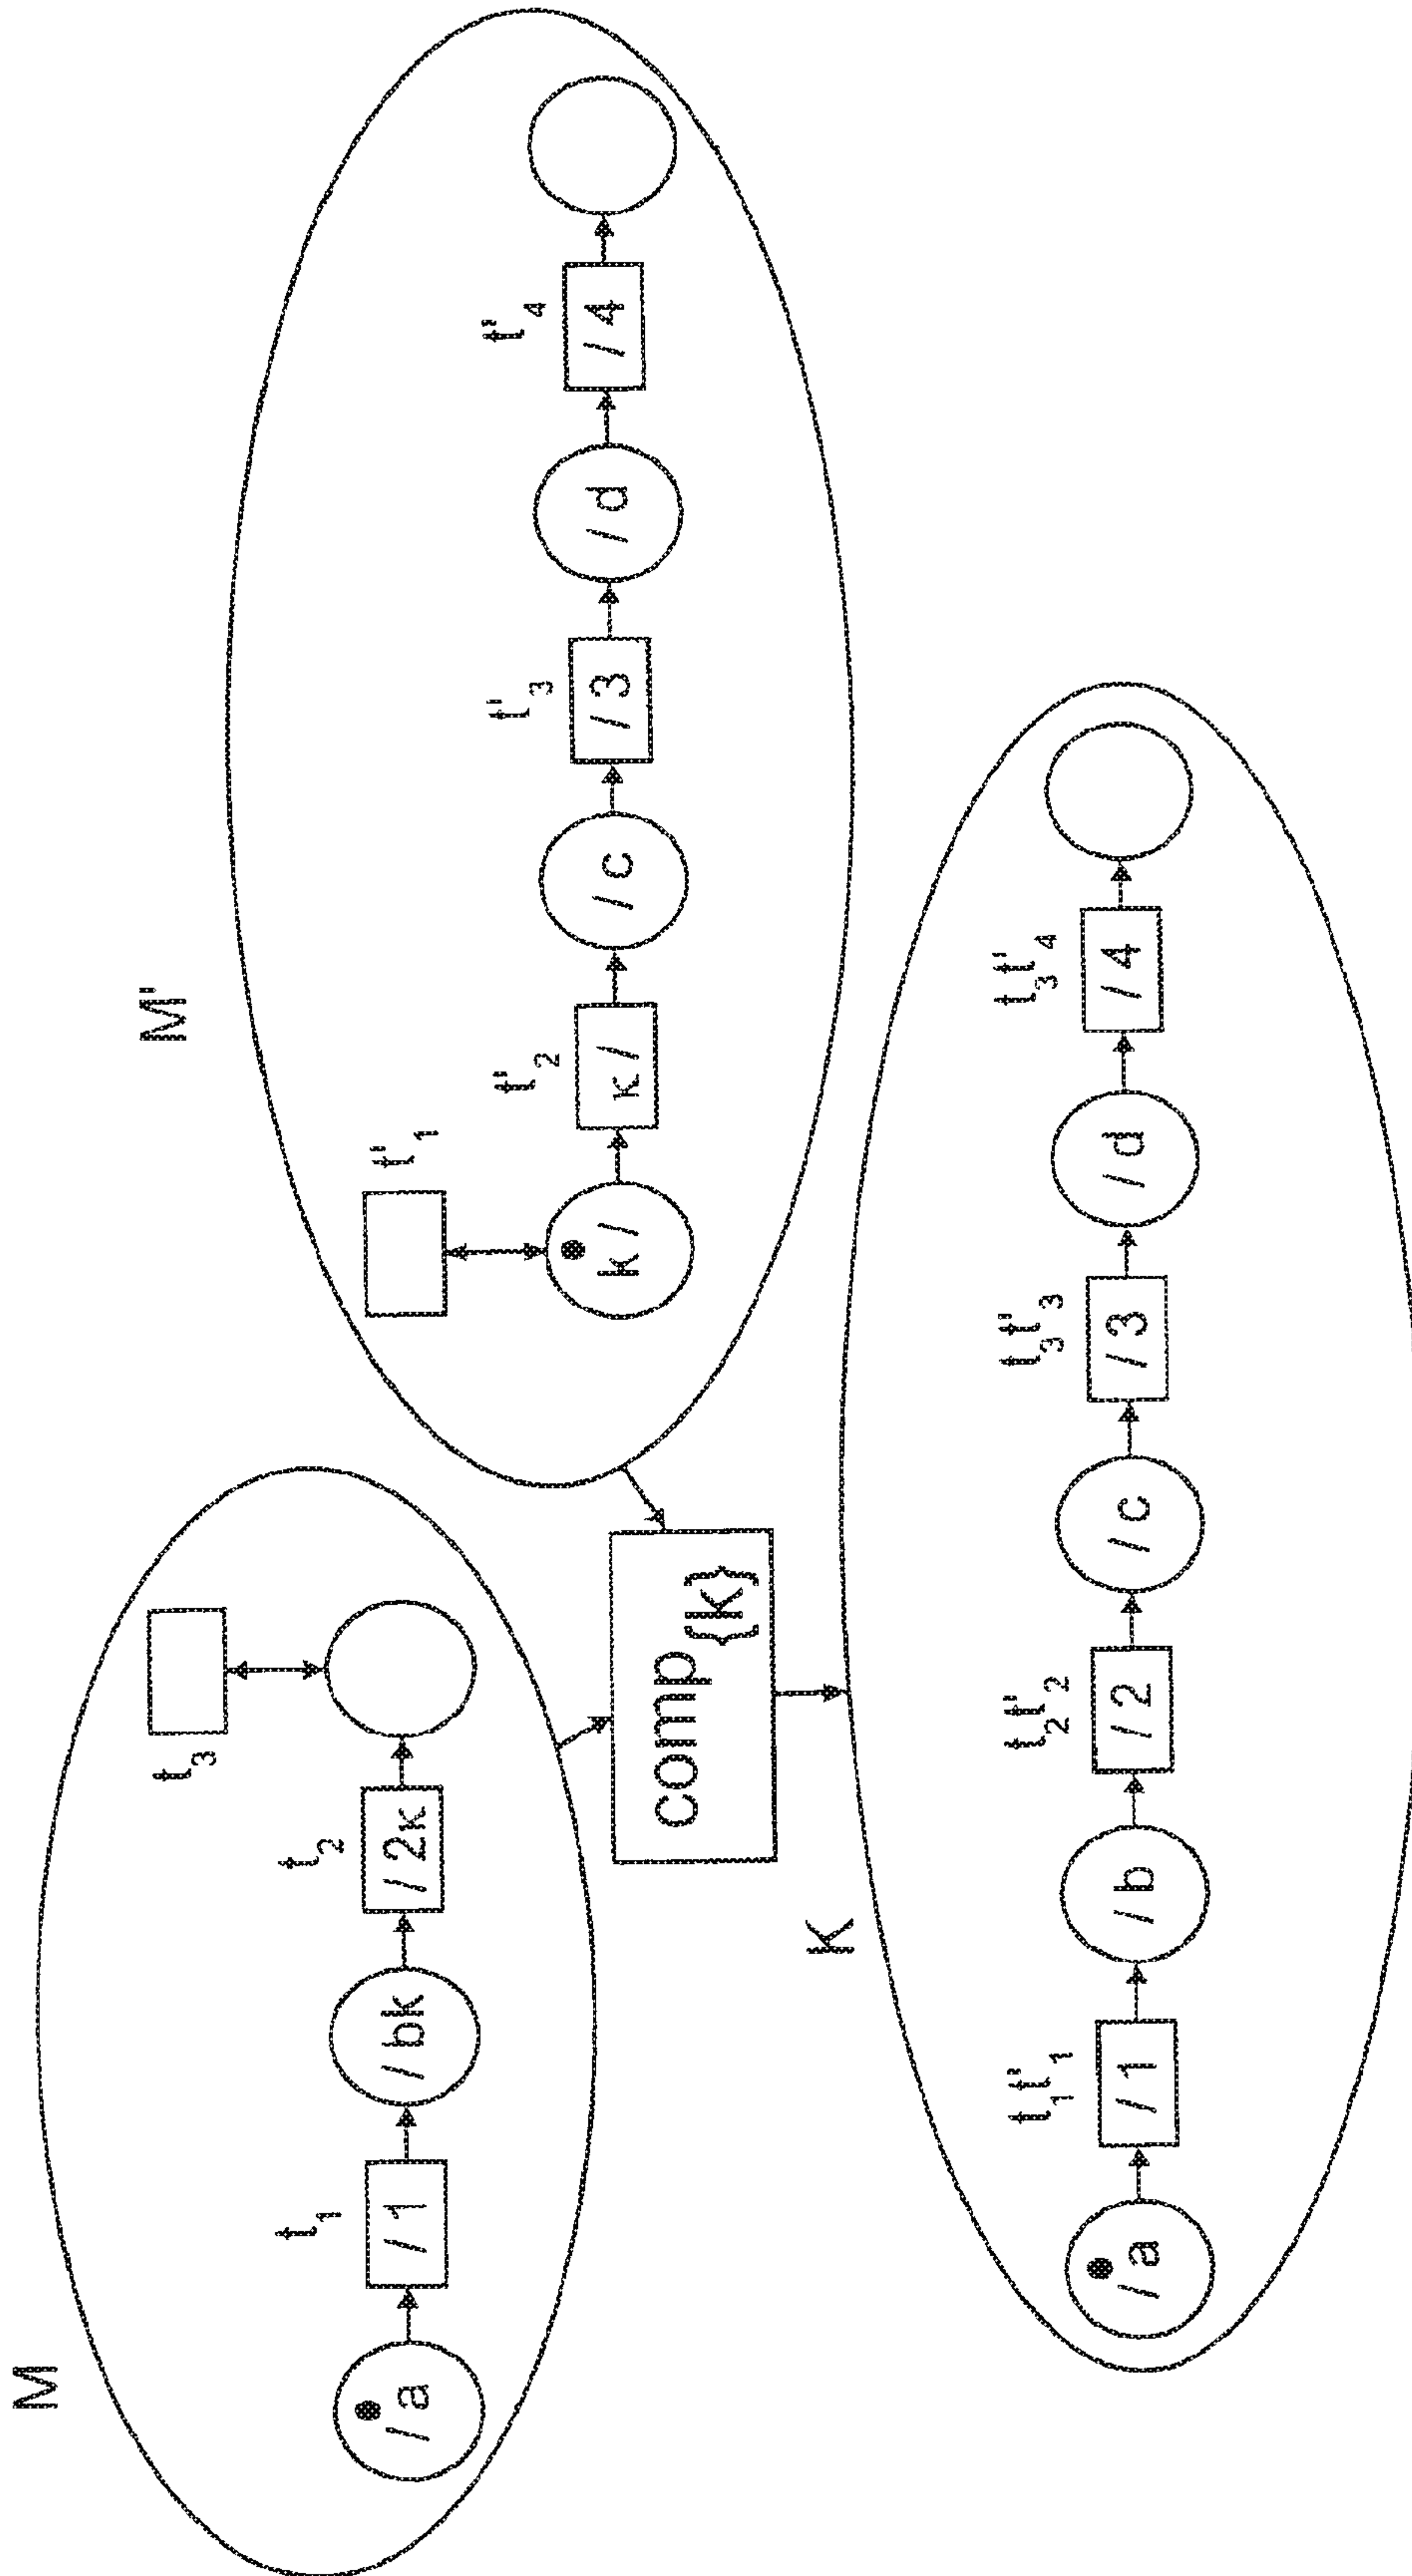 M
t1
t2
t3
/ a
/ 1
/ bk
/ 2κ
M'
t'1
t'2
t'3
t'4
k /
κ /
/ c
/ 3
/ d
/ 4
comp{k}
K
t1t'1
t2t'2
t3t'3
t3t'4
/ a
/ 1
/ b
/ 2
/ c
/ 3
/ d
/ 4